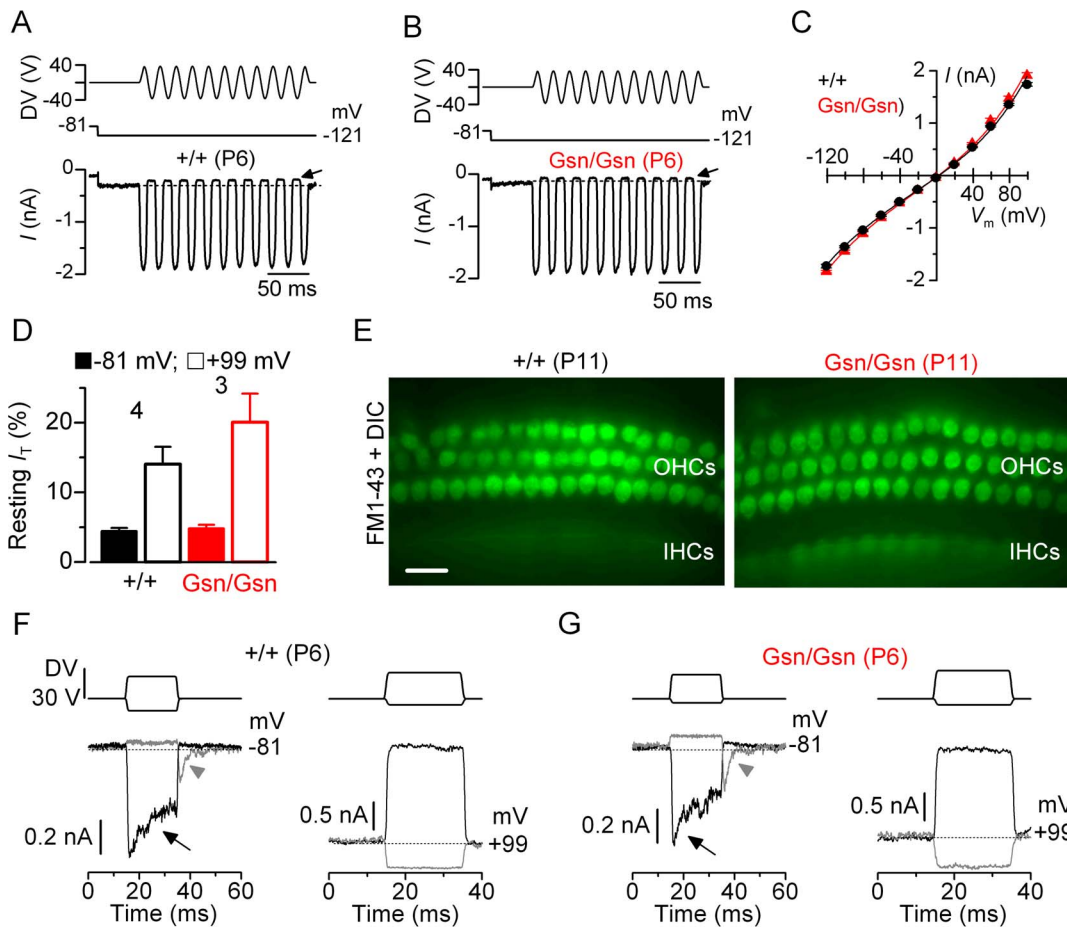 A
DV (V)
40
-40
mV
-81
-121
+/+ (P6)
I (nA)
0
-1
-2
50 ms
B
DV (V)
40
-40
mV
-81
-121
Gsn/Gsn (P6)
I (nA)
0
-1
-2
50 ms
C
+/+
Gsn/Gsn)
I (nA)
2
1
-120 -40
40 80
Vm (mV)
-1
-2
D
-81 mV; +99 mV
Resting IT (%)
20
10
0
4
3
+/+
Gsn/Gsn
E
+/+ (P11)
Gsn/Gsn (P11)
FM1-43 + DIC
OHCs
IHCs
OHCs
IHCs
F
+/+ (P6)
DV
30 V
mV
-81
0.2 nA
0 20 40 60
Time (ms)
0.5 nA
mV
+99
0 20 40
Time (ms)
G
Gsn/Gsn (P6)
mV
-81
0.2 nA
0 20 40 60
Time (ms)
0.5 nA
mV
+99
0 20 40
Time (ms)